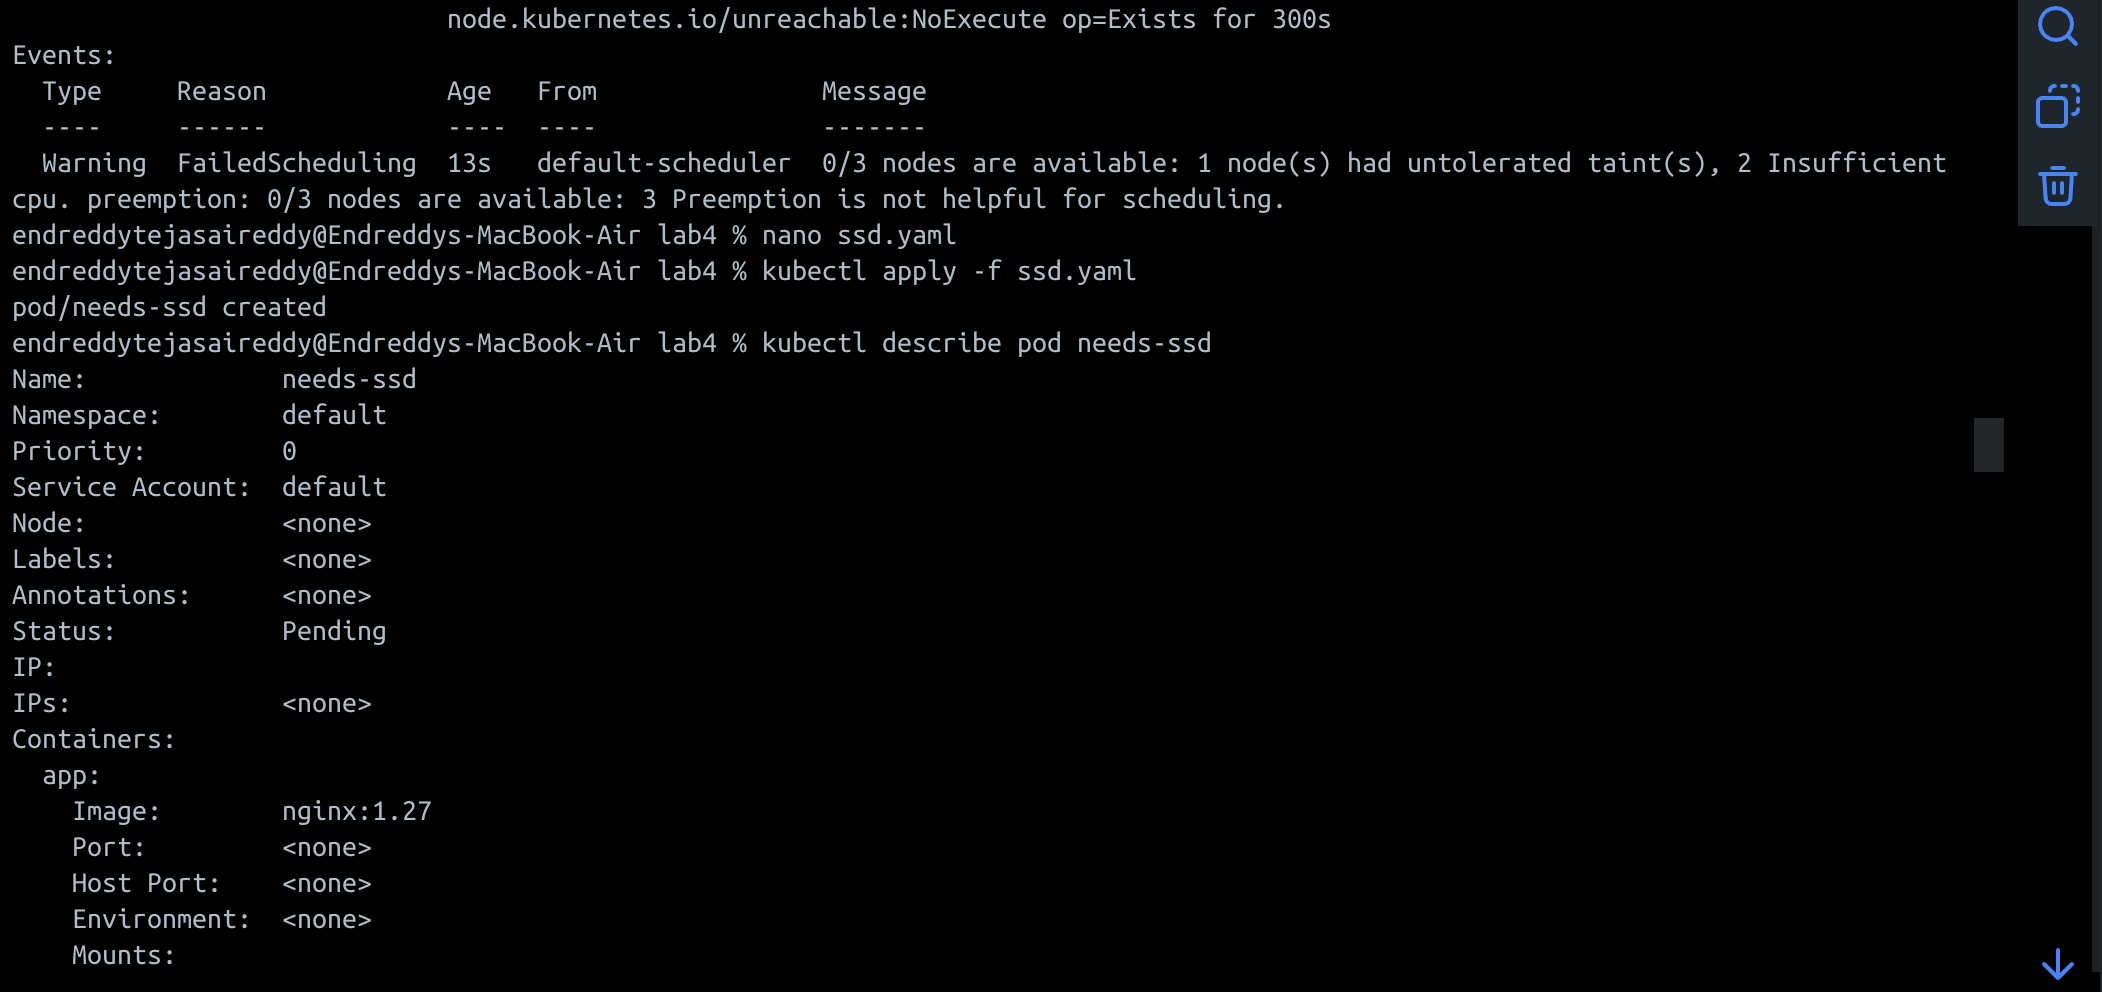 node.kubernetes.io/unreachable:NoExecute op=Exists for 300s
Events:
  Type     Reason            Age   From               Message
  ----     ------            ----  ----               -------
  Warning  FailedScheduling  13s   default-scheduler  0/3 nodes are available: 1 node(s) had untolerated taint(s), 2 Insufficient
cpu. preemption: 0/3 nodes are available: 3 Preemption is not helpful for scheduling.
endreddytejasaireddy@Endreddys-MacBook-Air lab4 % nano ssd.yaml
endreddytejasaireddy@Endreddys-MacBook-Air lab4 % kubectl apply -f ssd.yaml
pod/needs-ssd created
endreddytejasaireddy@Endreddys-MacBook-Air lab4 % kubectl describe pod needs-ssd
Name:             needs-ssd
Namespace:        default
Priority:         0
Service Account:  default
Node:             <none>
Labels:           <none>
Annotations:      <none>
Status:           Pending
IP:
IPs:              <none>
Containers:
  app:
    Image:        nginx:1.27
    Port:         <none>
    Host Port:    <none>
    Environment:  <none>
    Mounts: